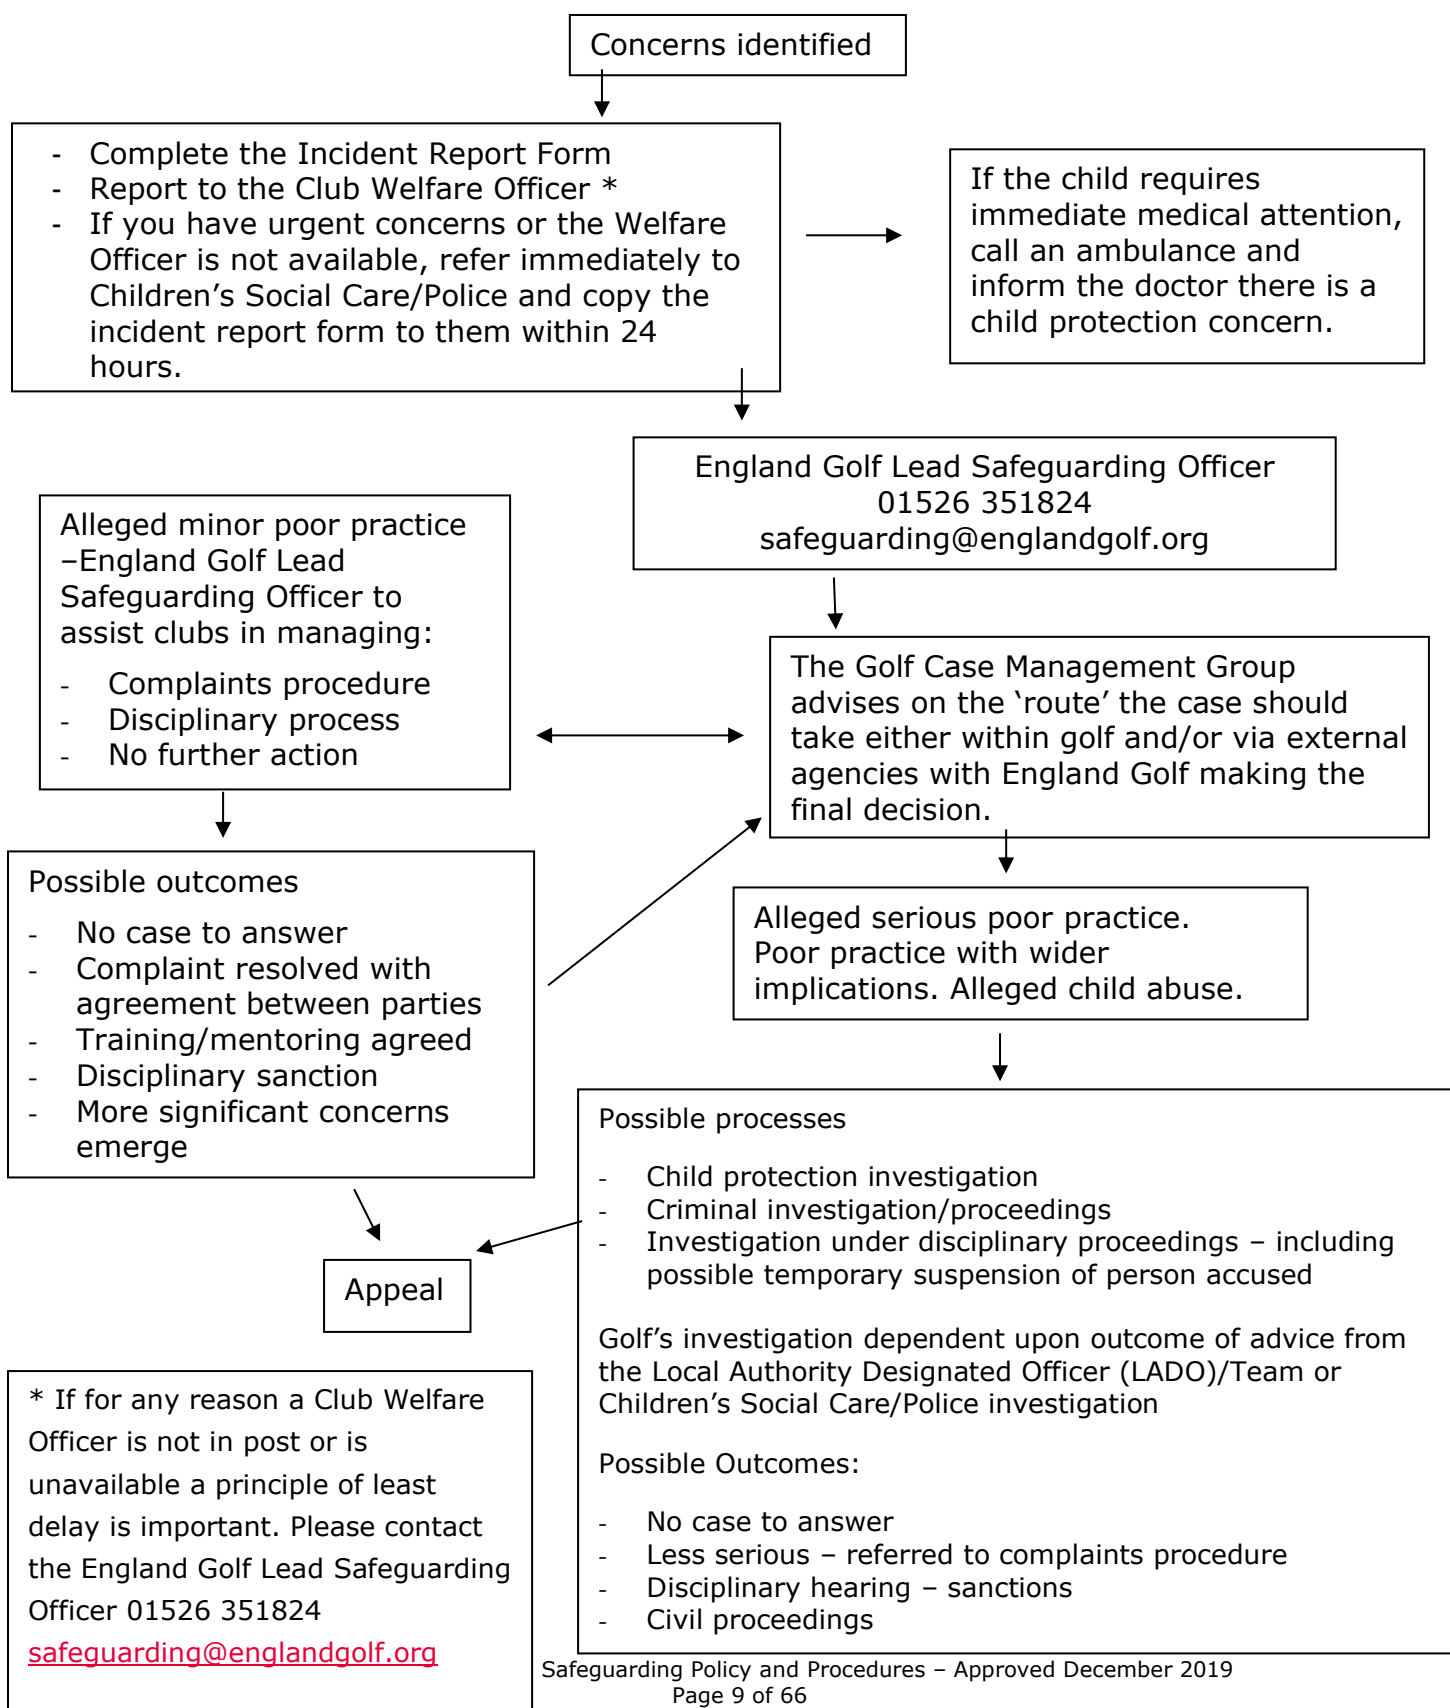 Concerns identified
- Complete the Incident Report Form
- Report to the Club Welfare Officer *
- If you have urgent concerns or the Welfare
Officer is not available, refer immediately to
Children’s Social Care/Police and copy the
incident report form to them within 24
hours.
If the child requires
immediate medical attention,
call an ambulance and
inform the doctor there is a
child protection concern.
England Golf Lead Safeguarding Officer
01526 351824
safeguarding@englandgolf.org
Alleged minor poor practice
–England Golf Lead
Safeguarding Officer to
assist clubs in managing:
- Complaints procedure
- Disciplinary process
- No further action
The Golf Case Management Group
advises on the ‘route’ the case should
take either within golf and/or via external
agencies with England Golf making the
final decision.
Possible outcomes
- No case to answer
- Complaint resolved with
agreement between parties
- Training/mentoring agreed
- Disciplinary sanction
- More significant concerns
emerge
Alleged serious poor practice.
Poor practice with wider
implications. Alleged child abuse.
Possible processes
- Child protection investigation
- Criminal investigation/proceedings
- Investigation under disciplinary proceedings – including
possible temporary suspension of person accused
Golf’s investigation dependent upon outcome of advice from
the Local Authority Designated Officer (LADO)/Team or
Children’s Social Care/Police investigation
Possible Outcomes:
- No case to answer
- Less serious – referred to complaints procedure
- Disciplinary hearing – sanctions
- Civil proceedings
Appeal
* If for any reason a Club Welfare
Officer is not in post or is
unavailable a principle of least
delay is important. Please contact
the England Golf Lead Safeguarding
Officer 01526 351824
safeguarding@englandgolf.org
Safeguarding Policy and Procedures – Approved December 2019
Page 9 of 66